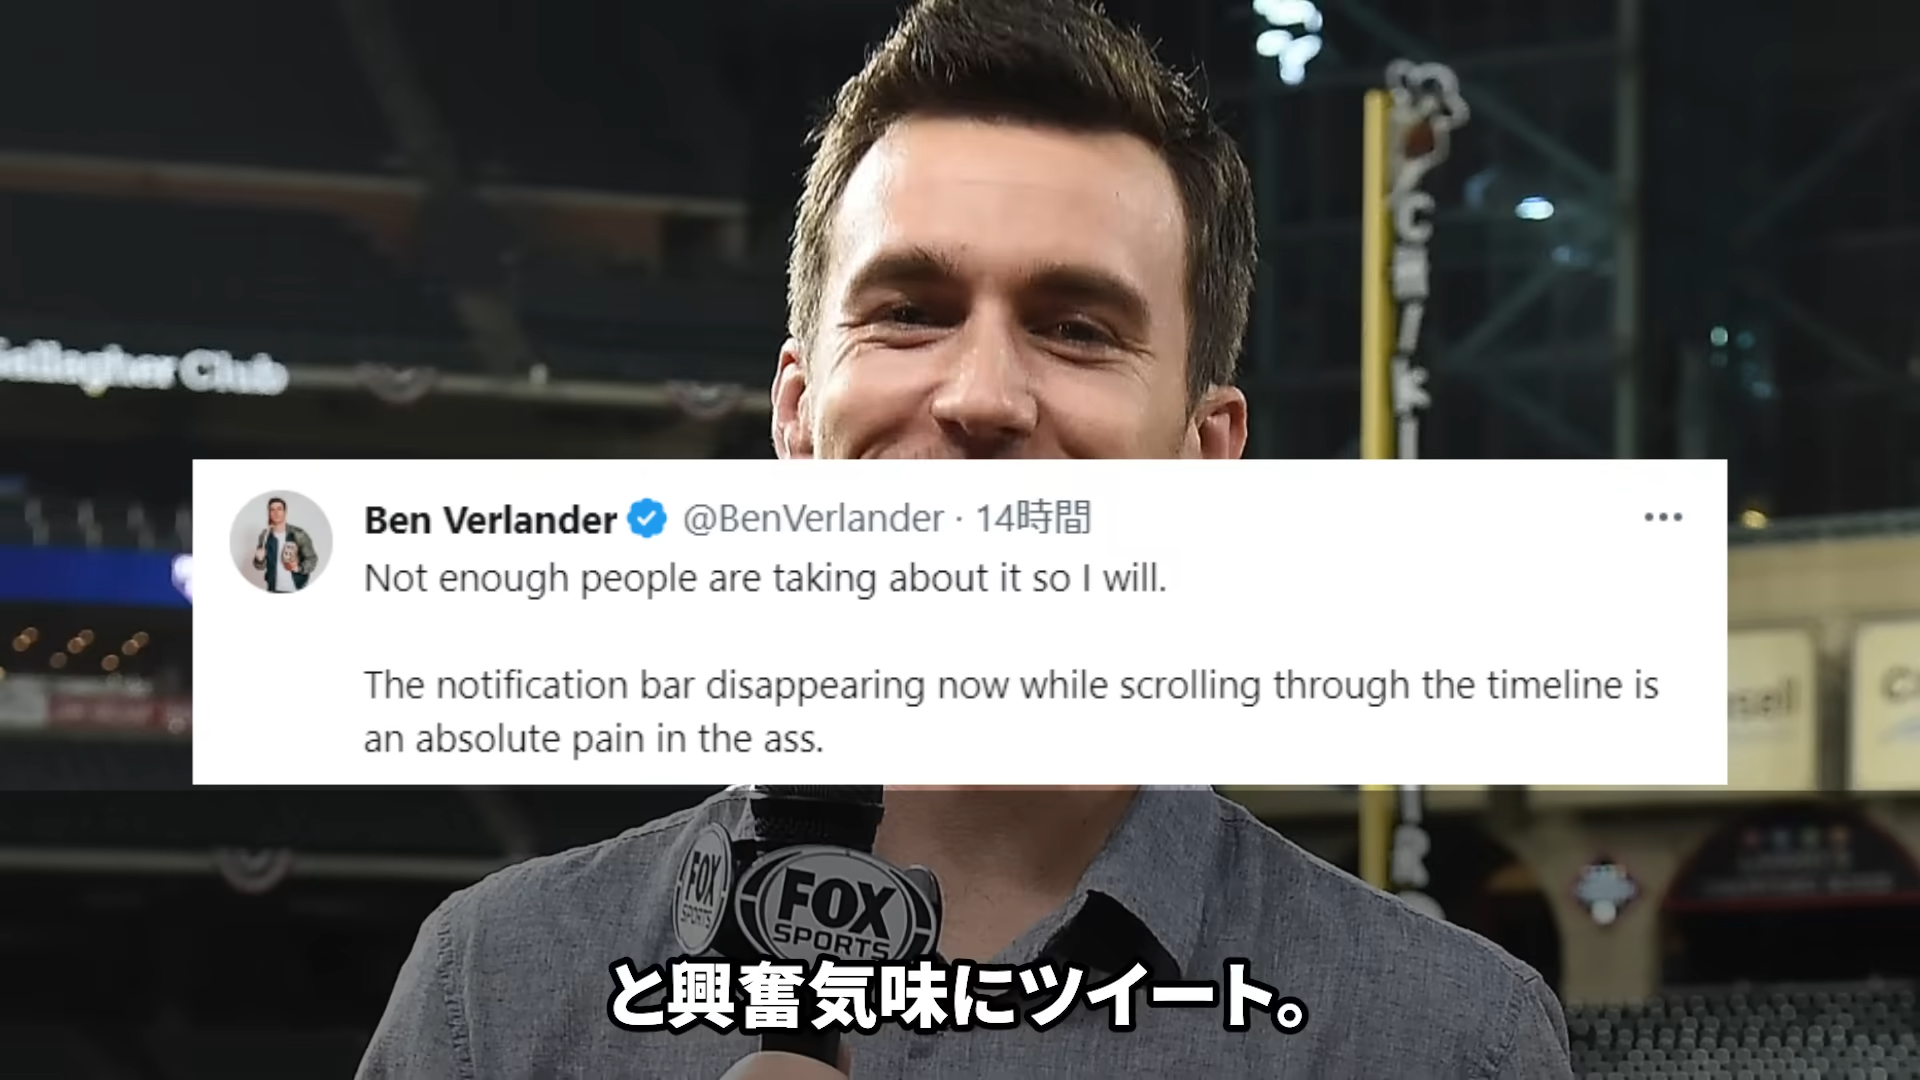 Gallagher Club
Ben Verlander @BenVerlander · 14時間
Not enough people are taking about it so I will.
The notification bar disappearing now while scrolling through the timeline is
an absolute pain in the ass.
FOX
SPORTS
FOX
SPORTS
と興奮気味にツイート。